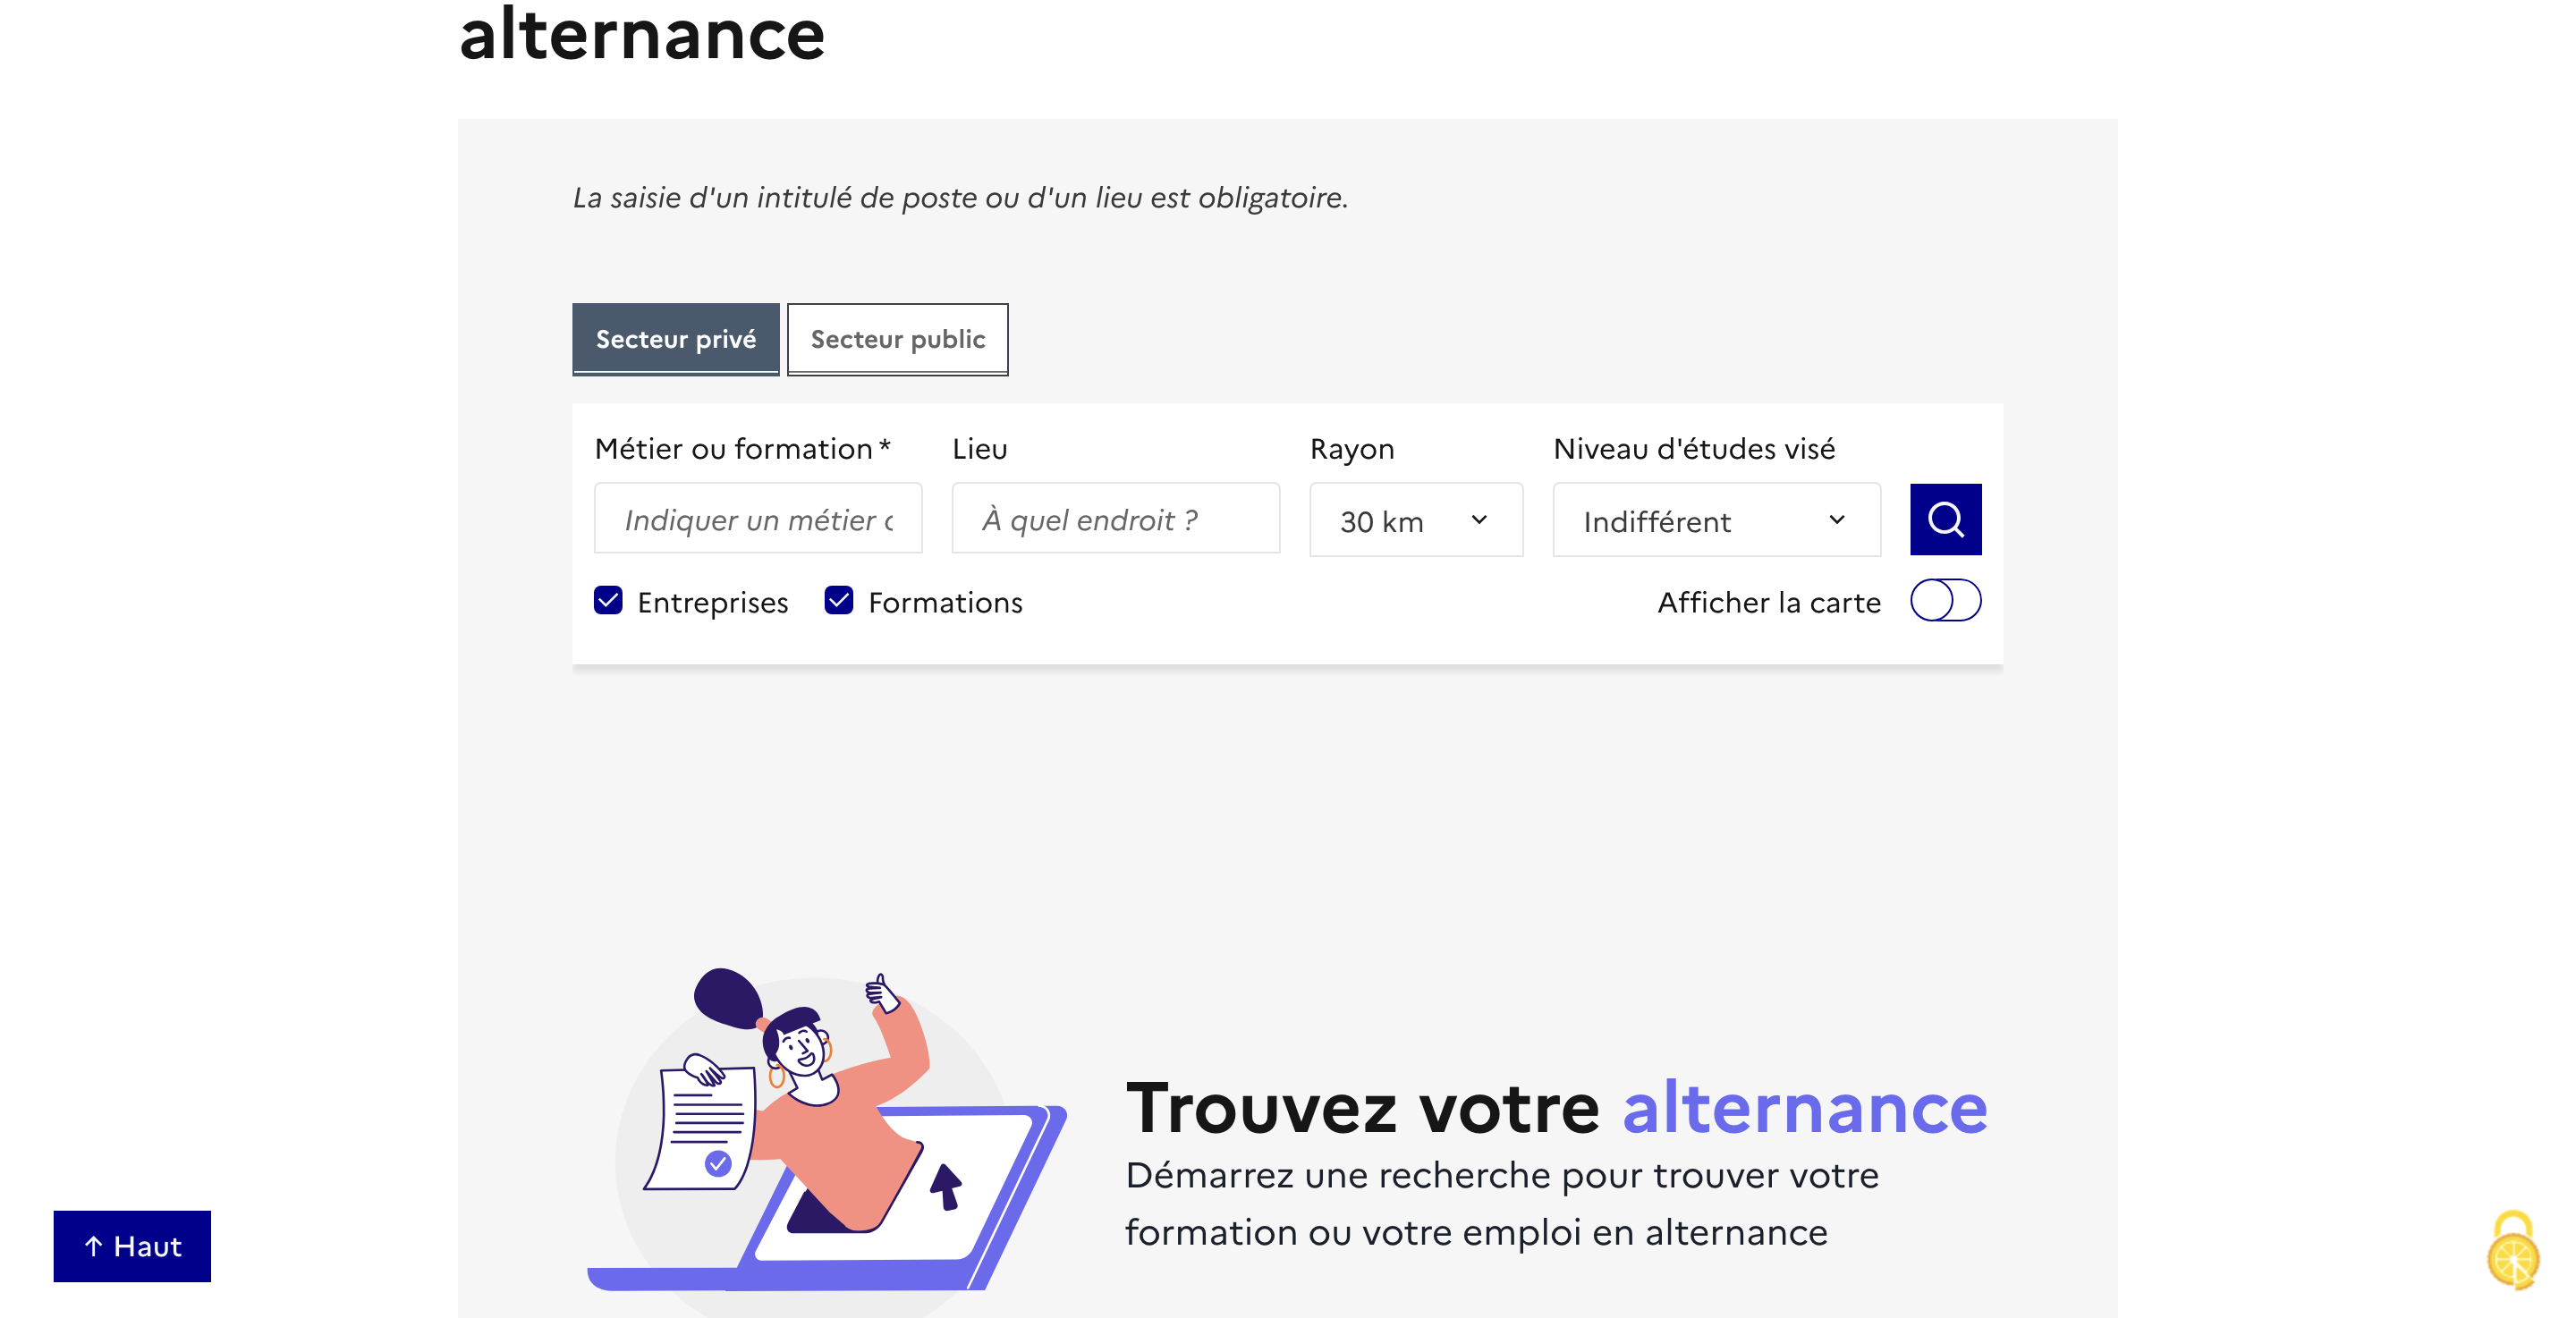 alternance
La saisie d'un intitulé de poste ou d'un lieu est obligatoire.
Secteur privé Secteur public
Métier ou formation * Lieu Rayon Niveau d'études visé
Indiquer un métier À quel endroit ? 30 km Indifférent
Entreprises Formations Afficher la carte
Trouvez votre alternance
Démarrez une recherche pour trouver votre
formation ou votre emploi en alternance
↑ Haut